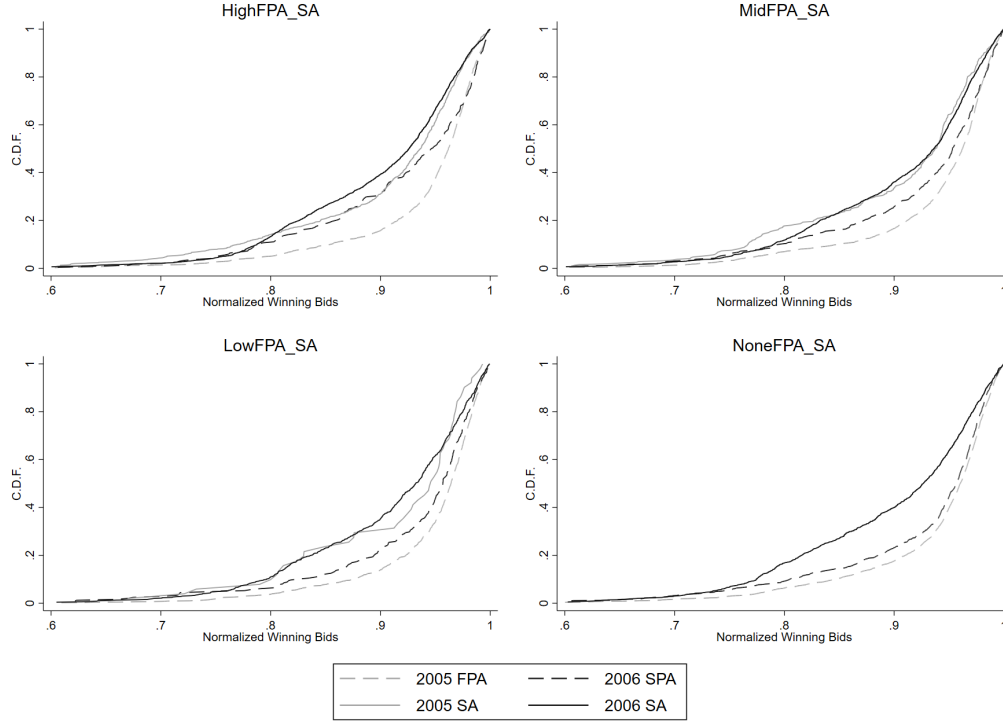 HighFPA_SA
C.D.F.
0 .2 .4 .6 .8 1
.6 .7 .8 .9 1
Normalized Winning Bids
MidFPA_SA
C.D.F.
0 .2 .4 .6 .8 1
.6 .7 .8 .9 1
Normalized Winning Bids
LowFPA_SA
C.D.F.
0 .2 .4 .6 .8 1
.6 .7 .8 .9 1
Normalized Winning Bids
NoneFPA_SA
C.D.F.
0 .2 .4 .6 .8 1
.6 .7 .8 .9 1
Normalized Winning Bids
2005 FPA 2006 SPA
2005 SA 2006 SA